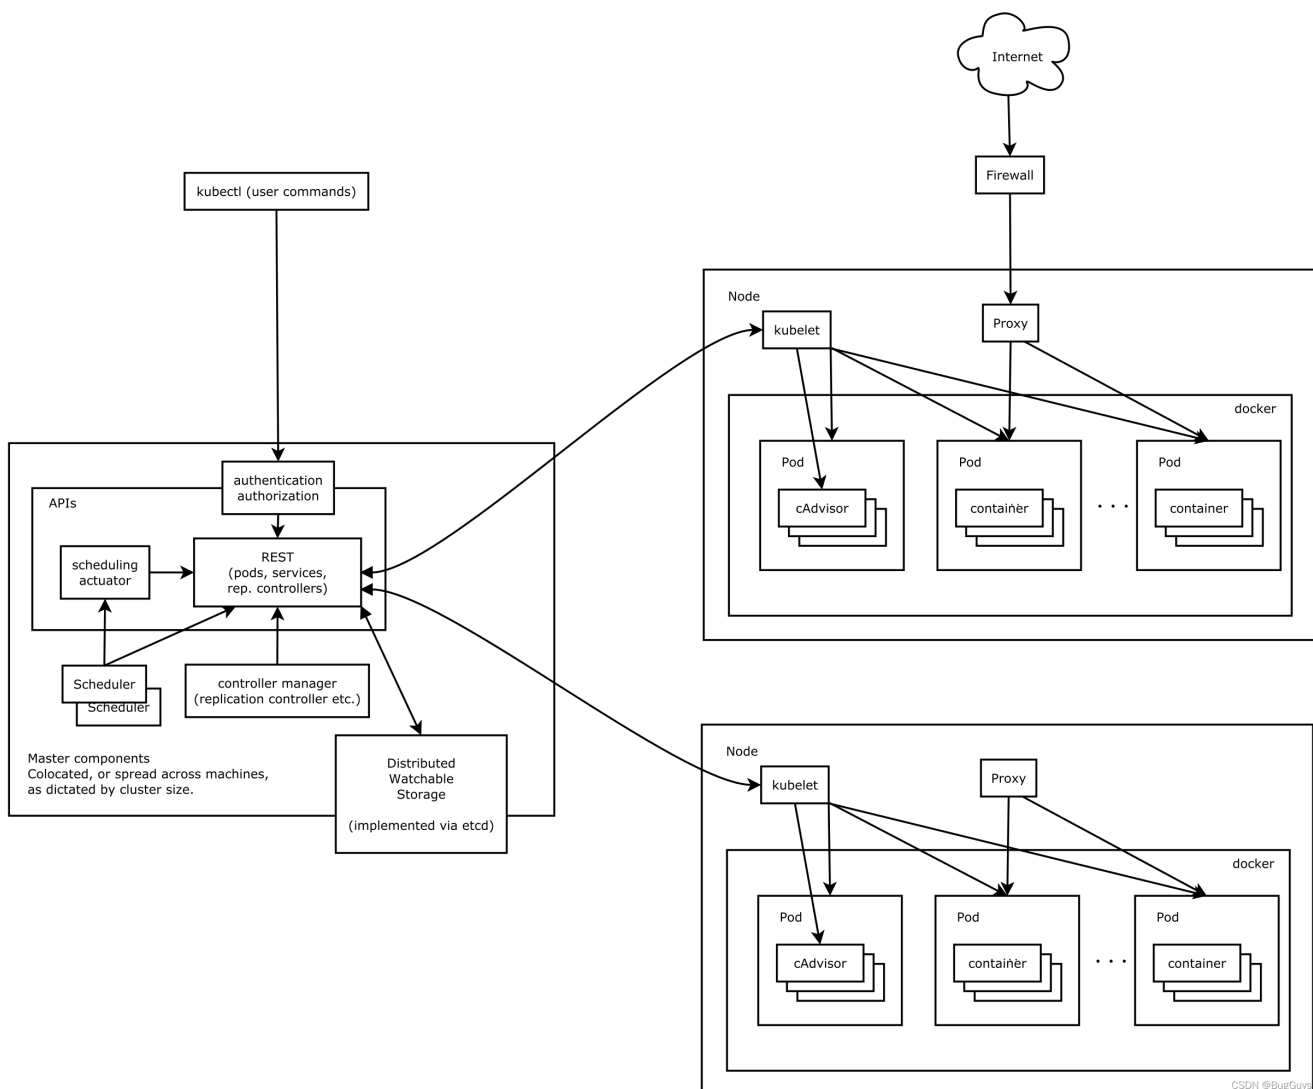 Internet
Firewall
kubectl (user commands)
Node
Proxy
kubelet
docker
Pod
Pod
Pod
cAdvisor
container
. . .
container
authentication
authorization
APIs
REST
(pods, services,
rep. controllers)
scheduling
actuator
Scheduler
Scheduler
controller manager
(replication controller etc.)
Master components
Colocated, or spread across machines,
as dictated by cluster size.
Distributed
Watchable
Storage
(implemented via etcd)
Node
Proxy
kubelet
docker
Pod
Pod
Pod
cAdvisor
container
. . .
container
CSDN @BugGuys